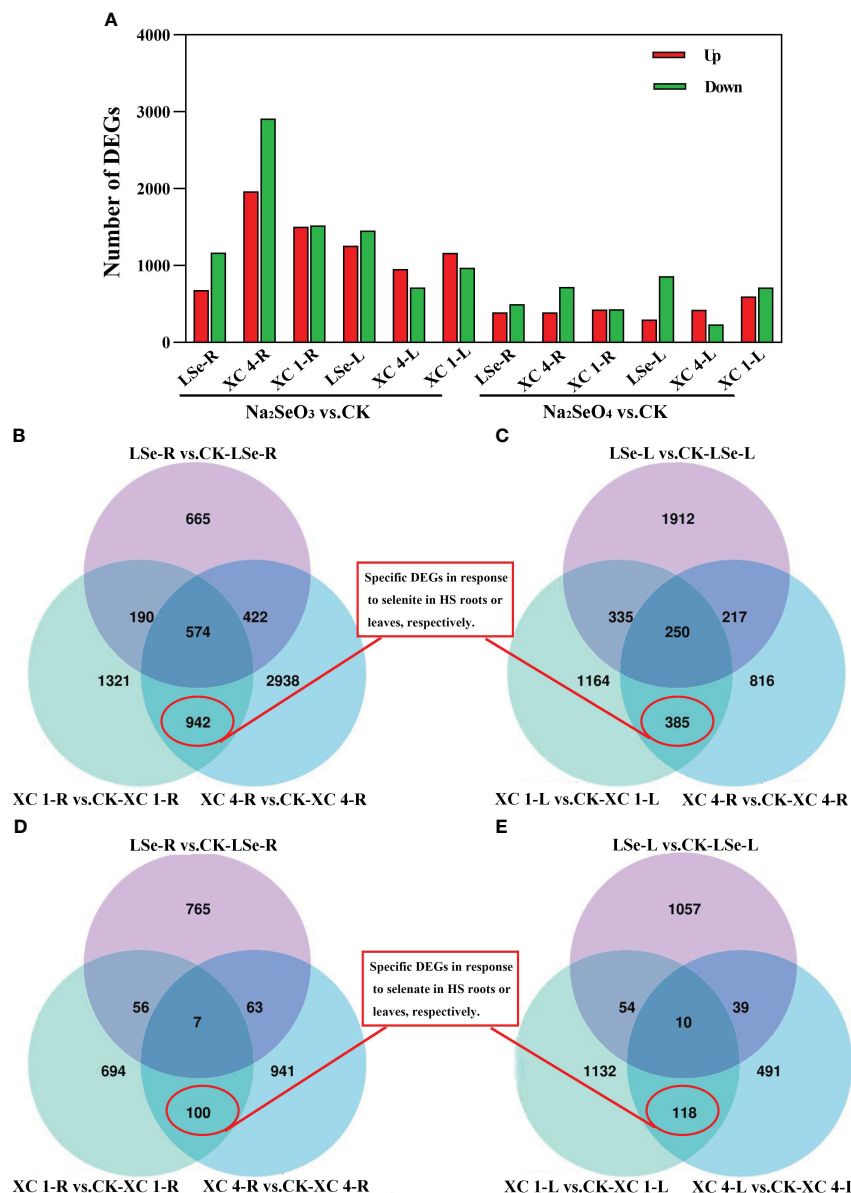 A
4000
3000
2000
1000
0
Number of DEGs
Up
Down
LSe-R
XC 4-R
XC 1-R
LSe-L
XC 4-L
XC 1-L
LSe-R
XC 4-R
XC 1-R
LSe-L
XC 4-L
XC 1-L
Na₂SeO₃ vs.CK
Na₂SeO₄ vs.CK
B
LSe-R vs.CK-LSe-R
665
190
574
422
1321
2938
942
XC 1-R vs.CK-XC 1-R
XC 4-R vs.CK-XC 4-R
Specific DEGs in response
to selenite in HS roots or
leaves, respectively.
C
LSe-L vs.CK-LSe-L
1912
335
250
217
1164
816
385
XC 1-L vs.CK-XC 1-L
XC 4-R vs.CK-XC 4-R
D
LSe-R vs.CK-LSe-R
765
56
7
63
694
941
100
XC 1-R vs.CK-XC 1-R
XC 4-R vs.CK-XC 4-R
Specific DEGs in response
to selenate in HS roots or
leaves, respectively.
E
LSe-L vs.CK-LSe-L
1057
54
10
39
1132
491
118
XC 1-L vs.CK-XC 1-L
XC 4-L vs.CK-XC 4-L